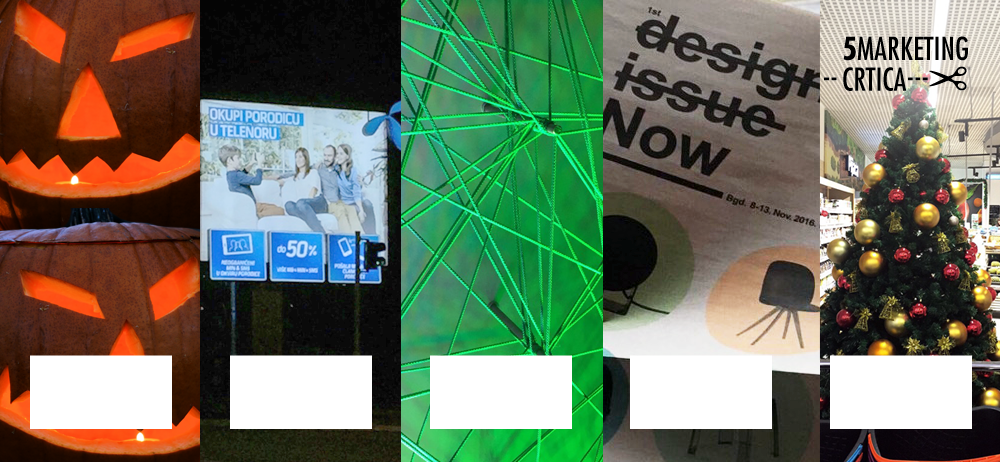 OKUPI PORODICU
U TELENORU
do 50%
1st
design
issue
Now
Bgd. 8-13. Nov. 2016.
5MARKETING
CRTICA